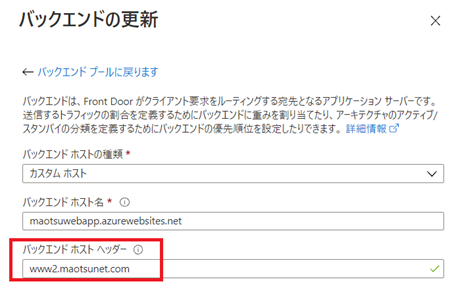 バックエンドの更新
← バックエンド プールに戻ります
バックエンドは、Front Door がクライアント要求をルーティングする宛先となるアプリケーション サーバーです。
送信するトラフィックの割合を定義するためにバックエンドに重みを割り当てたり、アーキテクチャのアクティブ/
スタンバイの分類を定義するためにバックエンドの優先順位を設定したりできます。 詳細情報
バックエンド ホストの種類 *
カスタム ホスト
バックエンド ホスト名 *
maotsuwebapp.azurewebsites.net
バックエンド ホスト ヘッダー
www2.maotsunet.com